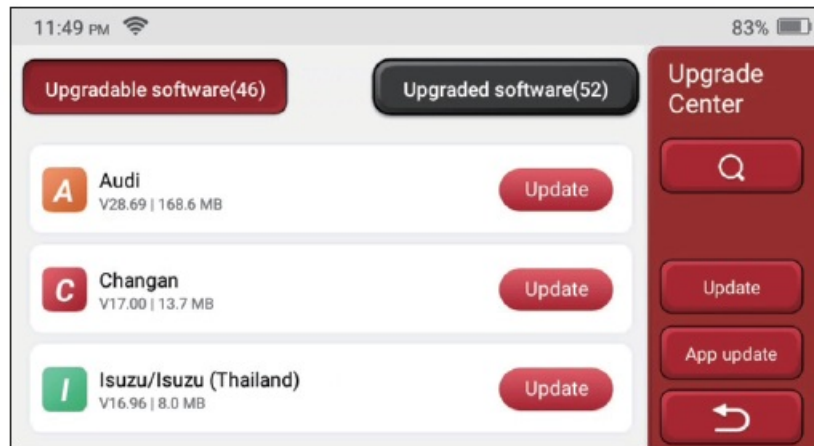 11:49 PM
83%
Upgradable software(46)
Upgraded software(52)
Upgrade
Center
A
Audi
V28.69 | 168.6 MB
Update
C
Changan
V17.00 | 13.7 MB
Update
I
Isuzu/Isuzu (Thailand)
V16.96 | 8.0 MB
Update
Update
App update